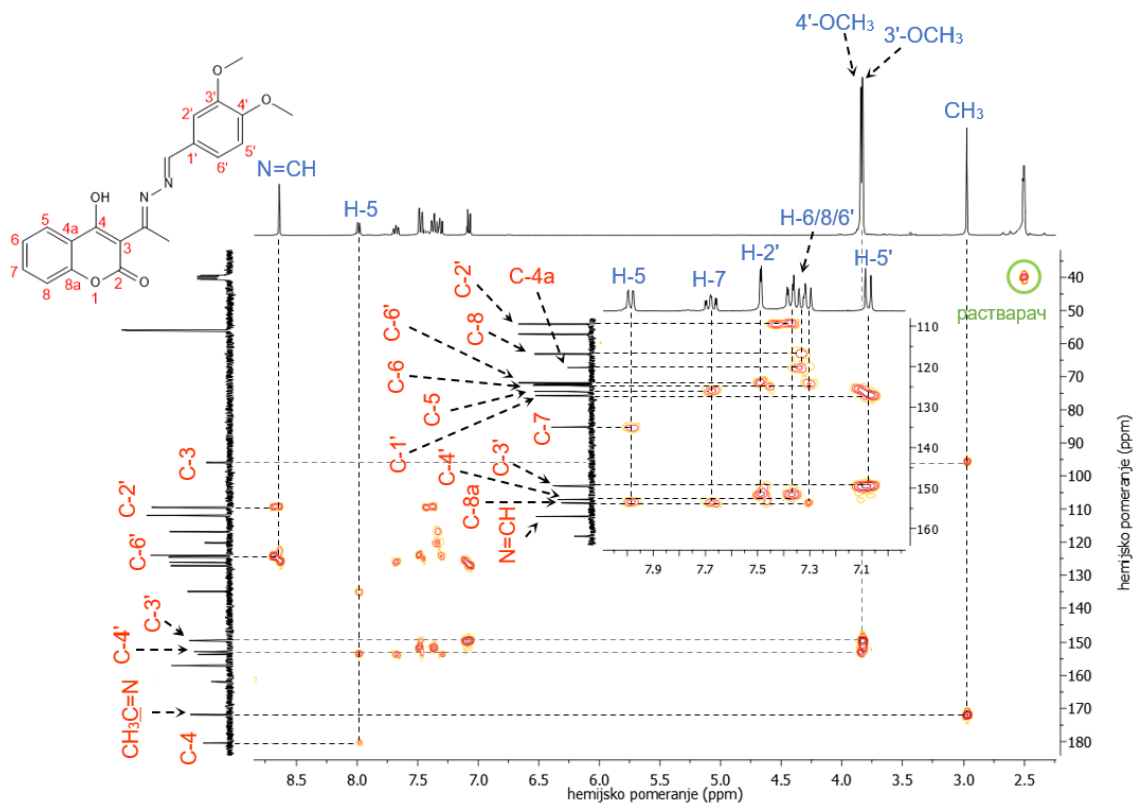 4'-OCH₃
3'-OCH₃
CH₃
N=CH
H-5
H-6/8/6'
H-5
H-7
H-2'
H-5'
растварач
C-4a
C-2'
C-8
C-6'
C-6
C-5
C-1'
C-7
C-4'
C-3'
C-8a
N=CH
110
120
130
140
150
160
7.9
7.7
7.5
7.3
7.1
C-3
C-2'
C-6'
C-3'
C-4'
CH₃C=N
C-4
O
3'
4'
O
2'
5'
1'
6'
N
N
OH
N
5
4
4a
3
6
7
8a
2
8
1
O
O
40
50
60
70
80
90
100
110
120
130
140
150
160
170
180
hemijsko pomeranje (ppm)
8.5
8.0
7.5
7.0
6.5
6.0
5.5
5.0
4.5
4.0
3.5
3.0
2.5
hemijsko pomeranje (ppm)